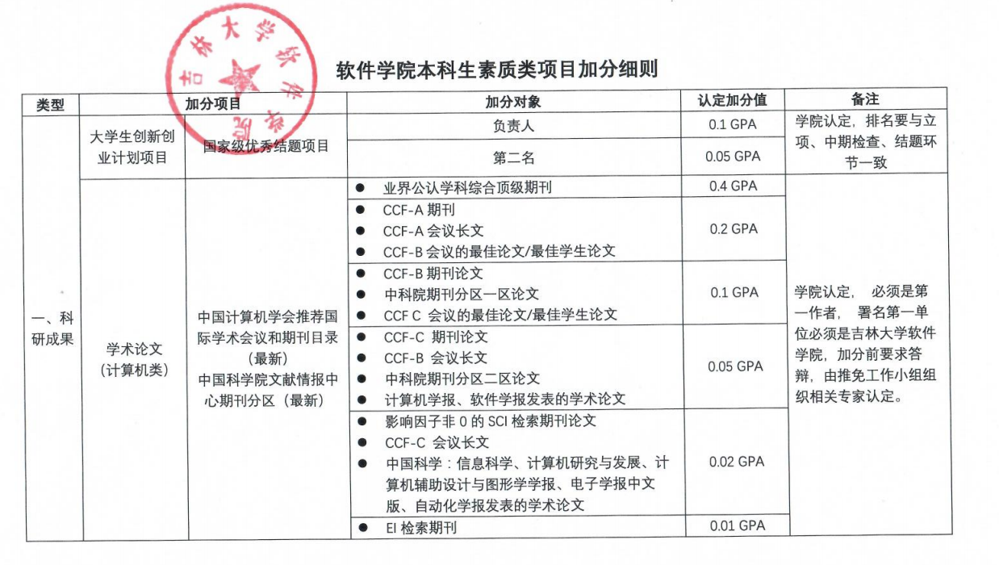 吉林大学软件学院
软件学院本科生素质类项目加分细则
类型
加分项目
加分对象
认定加分值
备注
一、科
研成果
大学生创新创
业计划项目
国家级优秀结题项目
负责人
0.1 GPA
第二名
0.05 GPA
学院认定，排名要与立
项、中期检查、结题环
节一致
学术论文
（计算机类）
中国计算机学会推荐国
际学术会议和期刊目录
（最新）
中国科学院文献情报中
心期刊分区（最新）
● 业界公认学科综合顶级期刊
0.4 GPA
● CCF-A 期刊
● CCF-A 会议长文
● CCF-B 会议的最佳论文/最佳学生论文
0.2 GPA
● CCF-B 期刊论文
● 中科院期刊分区一区论文
● CCF C 会议的最佳论文/最佳学生论文
0.1 GPA
● CCF-C 期刊论文
● CCF-B 会议长文
● 中科院期刊分区二区论文
● 计算机学报、软件学报发表的学术论文
0.05 GPA
● 影响因子非 0 的 SCI 检索期刊论文
● CCF-C 会议长文
● 中国科学：信息科学、计算机研究与发展、计
算机辅助设计与图形学学报、电子学报中文
版、自动化学报发表的学术论文
0.02 GPA
● EI 检索期刊
0.01 GPA
学院认定， 必须是第
一作者， 署名第一单
位必须是吉林大学软件
学院，加分前要求答
辩，由推免工作小组组
织相关专家认定。